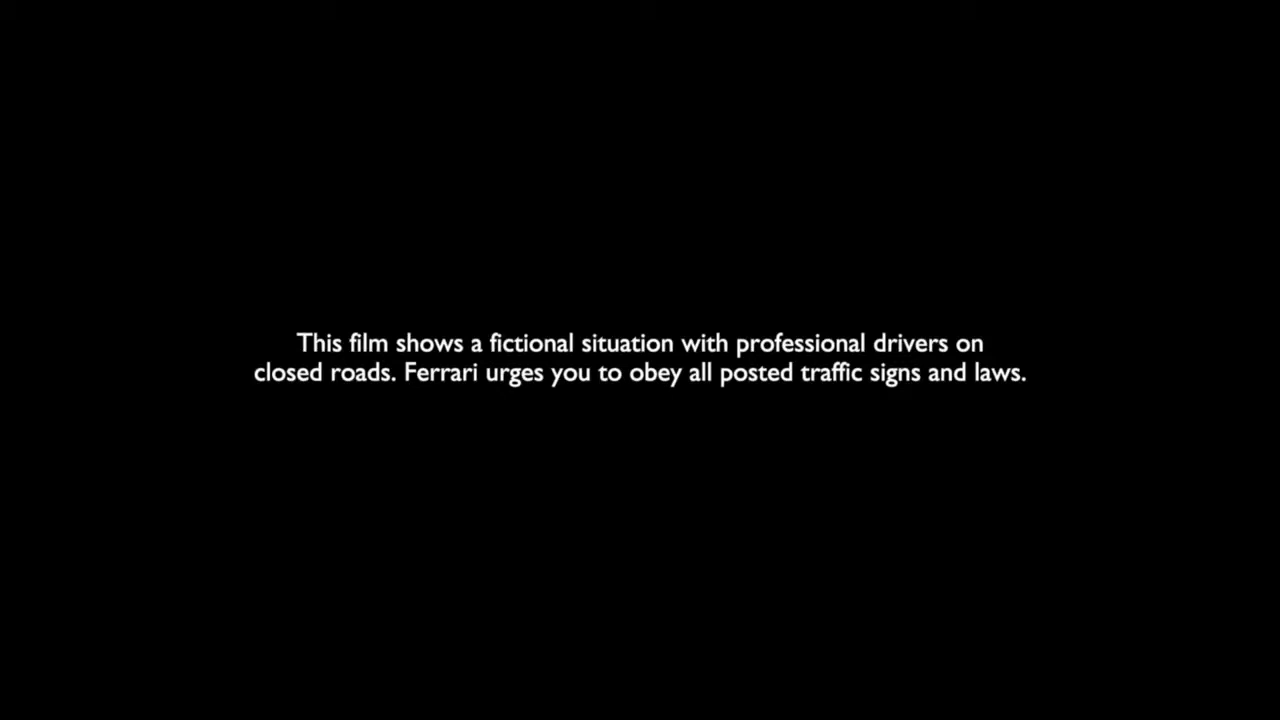 This film shows a fictional situation with professional drivers on
closed roads. Ferrari urges you to obey all posted traffic signs and laws.